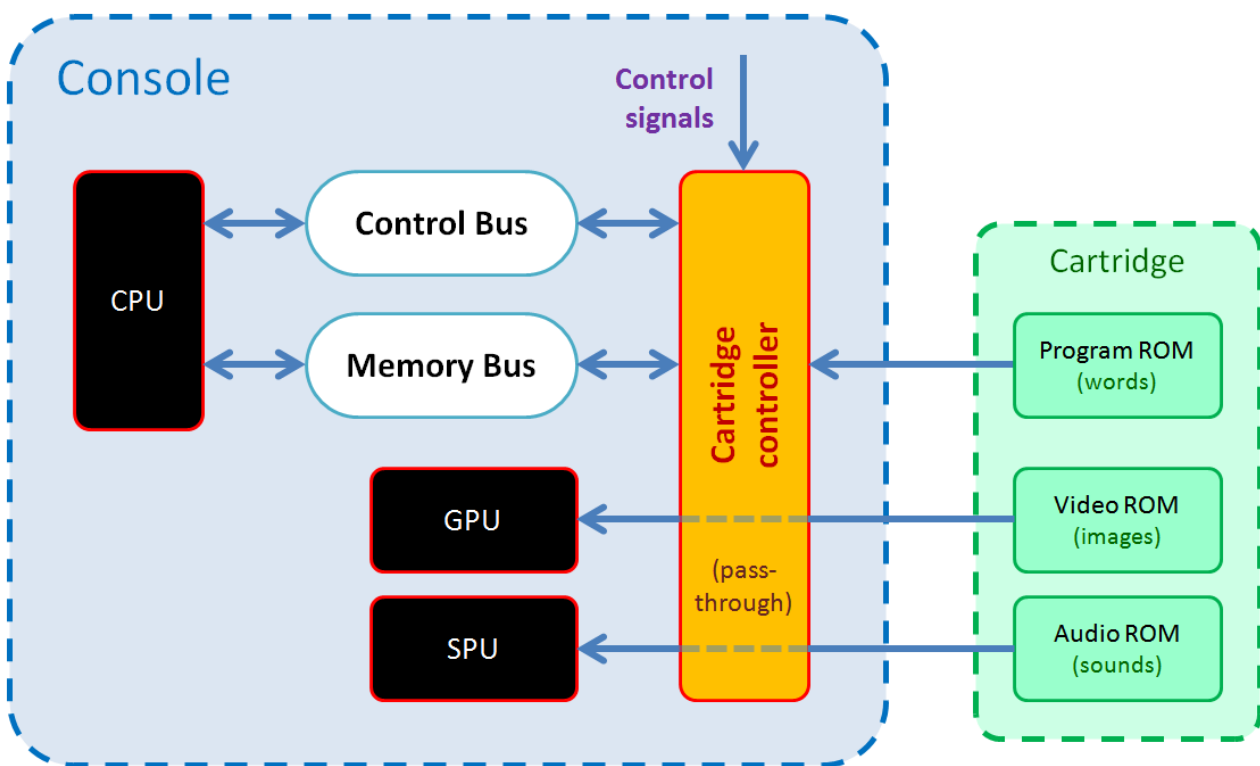 Console
Control
signals
CPU
Control Bus
Memory Bus
Cartridge
controller
(pass-
through)
GPU
SPU
Cartridge
Program ROM
(words)
Video ROM
(images)
Audio ROM
(sounds)